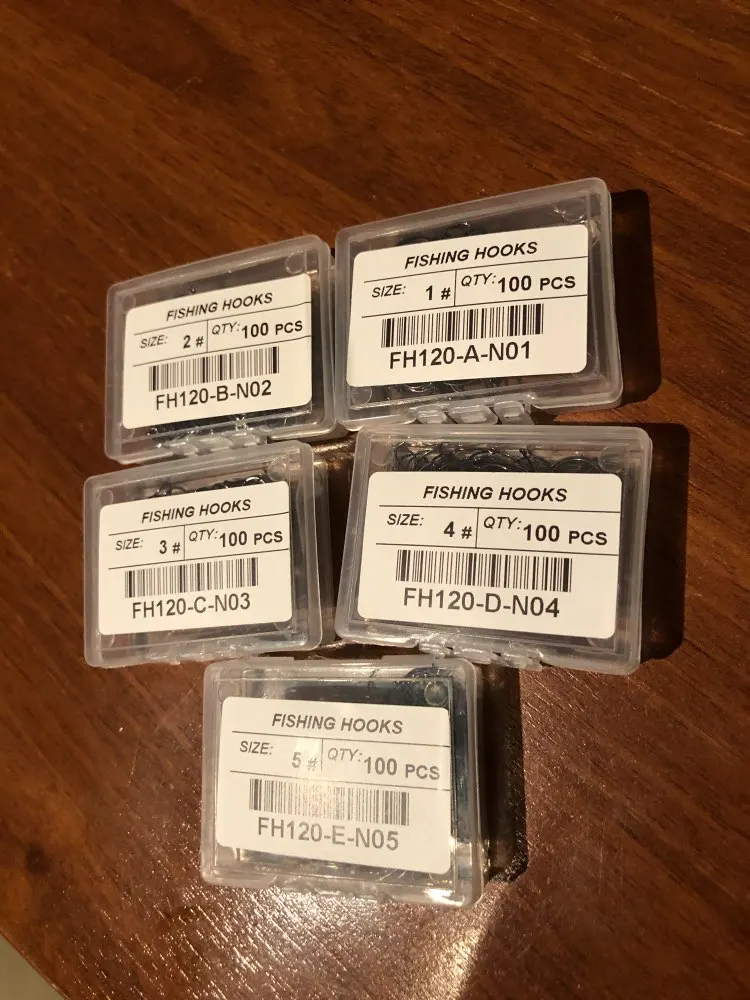 FISHING HOOKS
SIZE: 2 # QTY: 100 PCS
FH120-B-N02
FISHING HOOKS
SIZE: 1 # QTY: 100 PCS
FH120-A-N01
FISHING HOOKS
SIZE: 3 # QTY: 100 PCS
FH120-C-N03
FISHING HOOKS
SIZE: 4 # QTY: 100 PCS
FH120-D-N04
FISHING HOOKS
SIZE: 5 # QTY: 100 PCS
FH120-E-N05